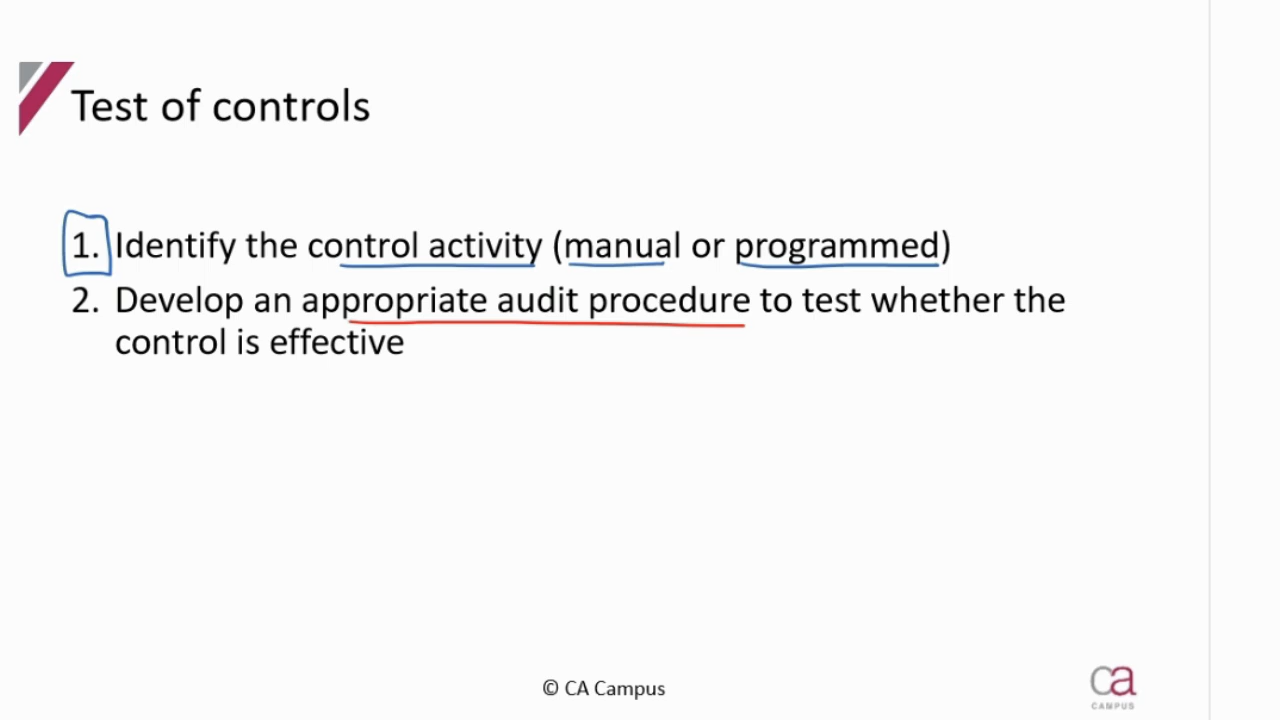 Test of controls
1. Identify the control activity (manual or programmed)
2. Develop an appropriate audit procedure to test whether the
control is effective
© CA Campus
ca
CAMPUS